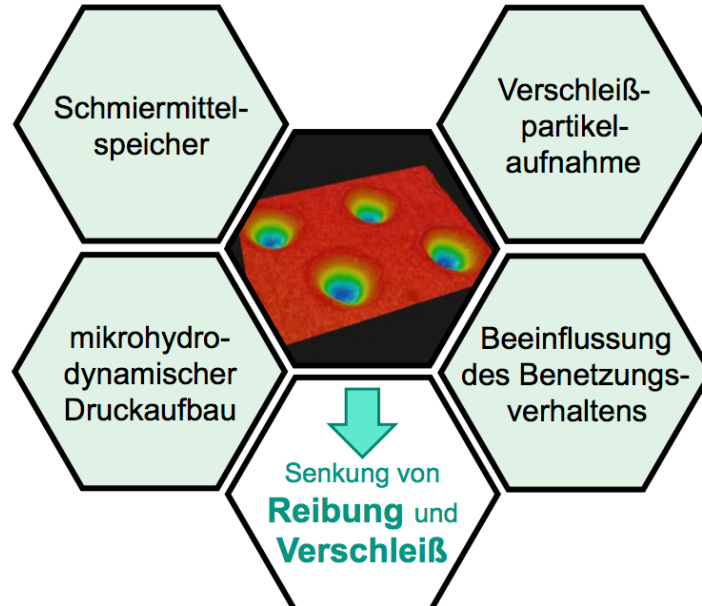 Schmiermittel-
speicher
Verschleiß-
partikel-
aufnahme
mikrohydro-
dynamischer
Druckaufbau
Beeinflussung
des Benetzungs-
verhaltens
Senkung von
Reibung und
Verschleiß